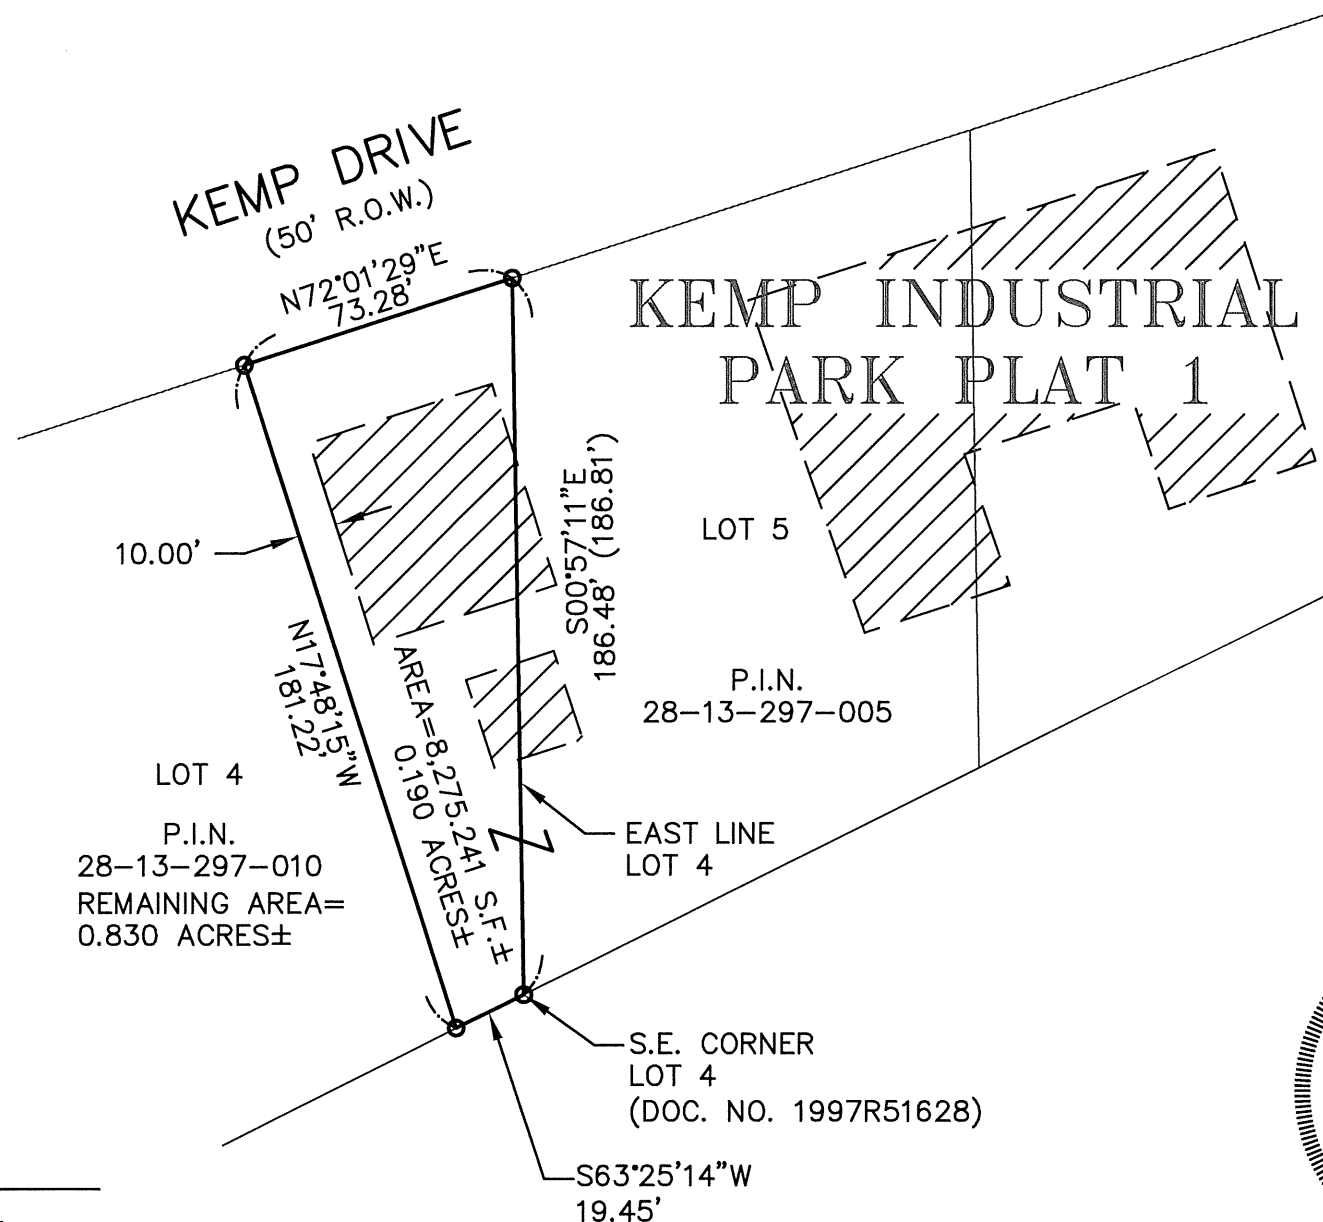 KEMP DRIVE
(50' R.O.W.)
N72°01'29"E
73.28'
KEMP INDUSTRIAL
PARK PLAT 1
S00°57'11"E
186.48' (186.81')
LOT 5
10.00'
N17°48'15"W
181.22'
AREA=8,275.241 S.F.±
0.190 ACRES±
P.I.N.
28-13-297-005
LOT 4
P.I.N.
28-13-297-010
REMAINING AREA=
0.830 ACRES±
EAST LINE
LOT 4
S.E. CORNER
LOT 4
(DOC. NO. 1997R51628)
S63°25'14"W
19.45'